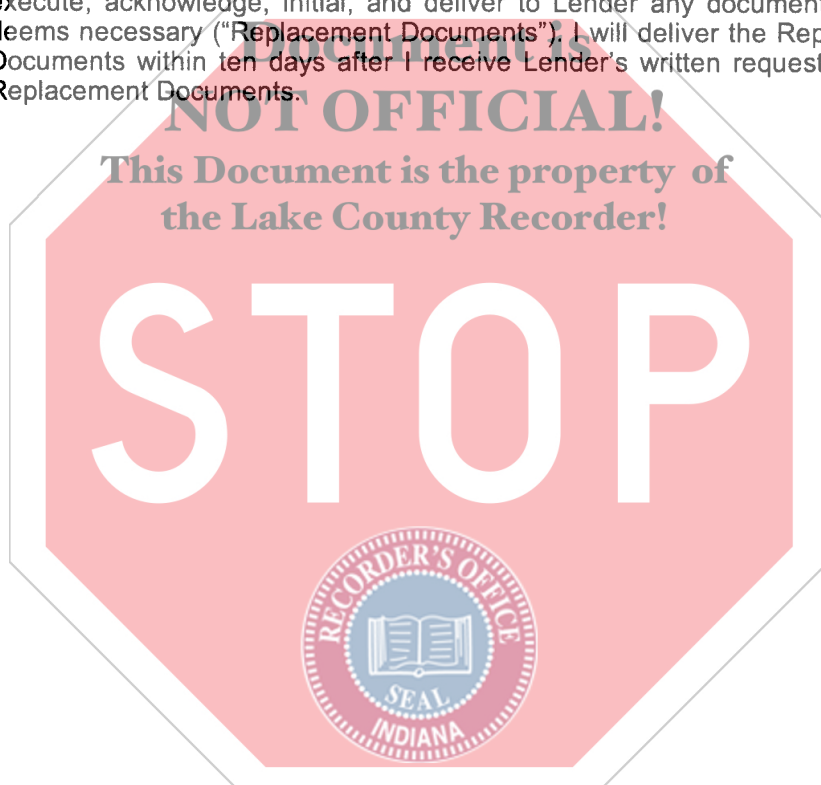 execute, acknowledge, initial, and deliver to Lender any document
deems necessary ("Replacement Documents"). I will deliver the Rep
Documents within ten days after I receive Lender's written request
Replacement Documents.
Document is
NOT OFFICIAL!
This Document is the property of
the Lake County Recorder!
STOP
RECORDER'S OFFICE
SEAL
INDIANA